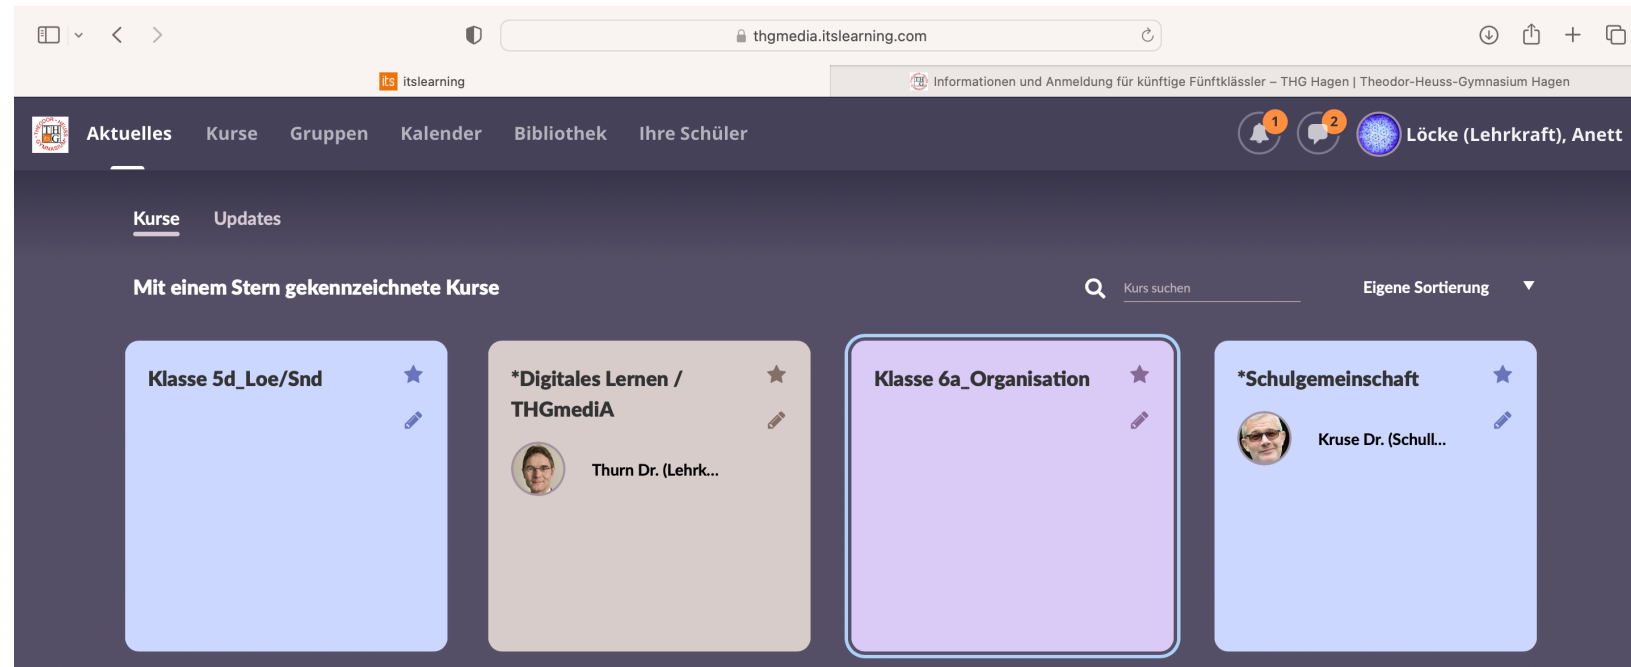 thgmedia.itslearning.com
its itslearning
Informationen und Anmeldung für künftige Fünftklässler – THG Hagen | Theodor-Heuss-Gymnasium Hagen
THG
Aktuelles Kurse Gruppen Kalender Bibliothek Ihre Schüler 1 2 Löcke (Lehrkraft), Anett
Kurse Updates
Mit einem Stern gekennzeichnete Kurse Kurs suchen Eigene Sortierung
Klasse 5d_Loe/Snd
*Digitales Lernen /
THGmediA
Thurn Dr. (Lehrk...
Klasse 6a_Organisation
*Schulgemeinschaft
Kruse Dr. (Schull...